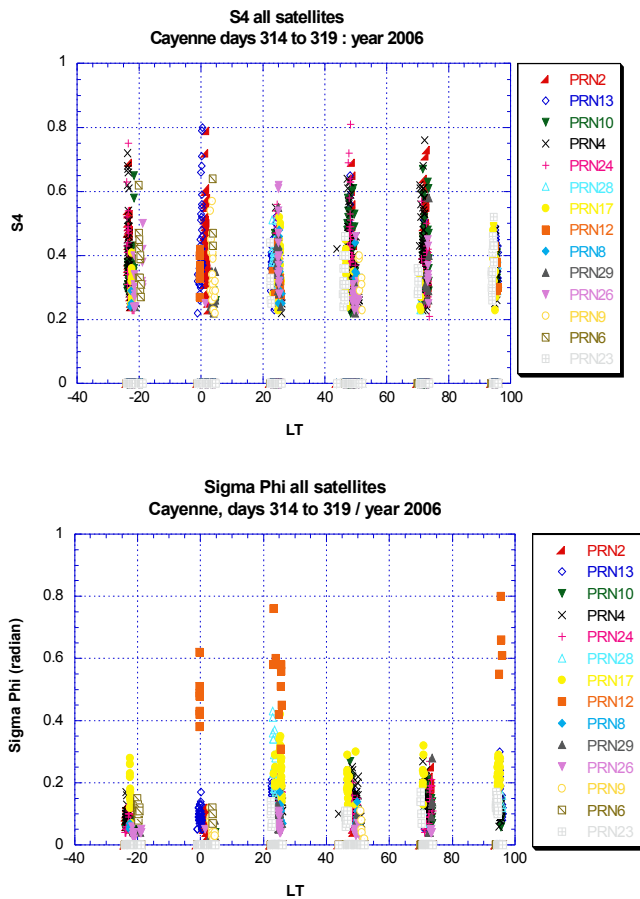 S4 all satellites
Cayenne days 314 to 319 : year 2006
S4
1
0.8
0.6
0.4
0.2
0
-40 -20 0 20 40 60 80 100
LT
PRN2
PRN13
PRN10
PRN4
PRN24
PRN28
PRN17
PRN12
PRN8
PRN29
PRN26
PRN9
PRN6
PRN23
Sigma Phi all satellites
Cayenne, days 314 to 319 / year 2006
Sigma Phi (radian)
1
0.8
0.6
0.4
0.2
0
-40 -20 0 20 40 60 80 100
LT
PRN2
PRN13
PRN10
PRN4
PRN24
PRN28
PRN17
PRN12
PRN8
PRN29
PRN26
PRN9
PRN6
PRN23